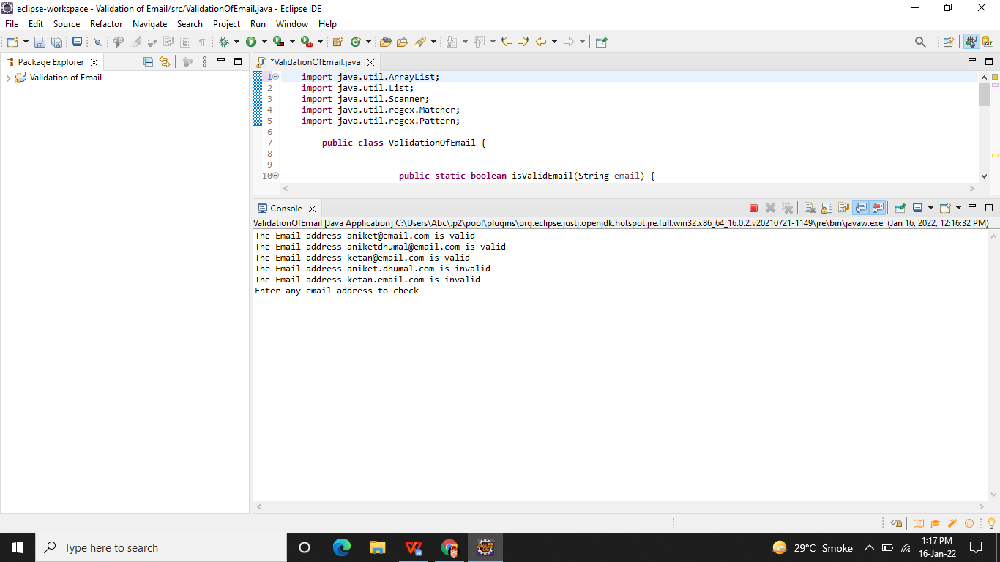 eclipse-workspace - Validation of Email/src/ValidationOfEmail.java - Eclipse IDE
File Edit Source Refactor Navigate Search Project Run Window Help
Package Explorer
*ValidationOfEmail.java
Validation of Email
1 import java.util.ArrayList;
2 import java.util.List;
3 import java.util.Scanner;
4 import java.util.regex.Matcher;
5 import java.util.regex.Pattern;
6
7 public class ValidationOfEmail {
8
9
10 public static boolean isValidEmail(String email) {
Console
ValidationOfEmail [Java Application] C:\Users\Abc\.p2\pool\plugins\org.eclipse.justj.openjdk.hotspot.jre.full.win32.x86_64_16.0.2.v20210721-1149\jre\bin\javaw.exe (Jan 16, 2022, 12:16:32 PM)
The Email address aniket@email.com is valid
The Email address aniketdhumal@email.com is valid
The Email address ketan@email.com is valid
The Email address aniket.dhumal.com is invalid
The Email address ketan.email.com is invalid
Enter any email address to check
Type here to search
29°C Smoke
1:17 PM
16-Jan-22